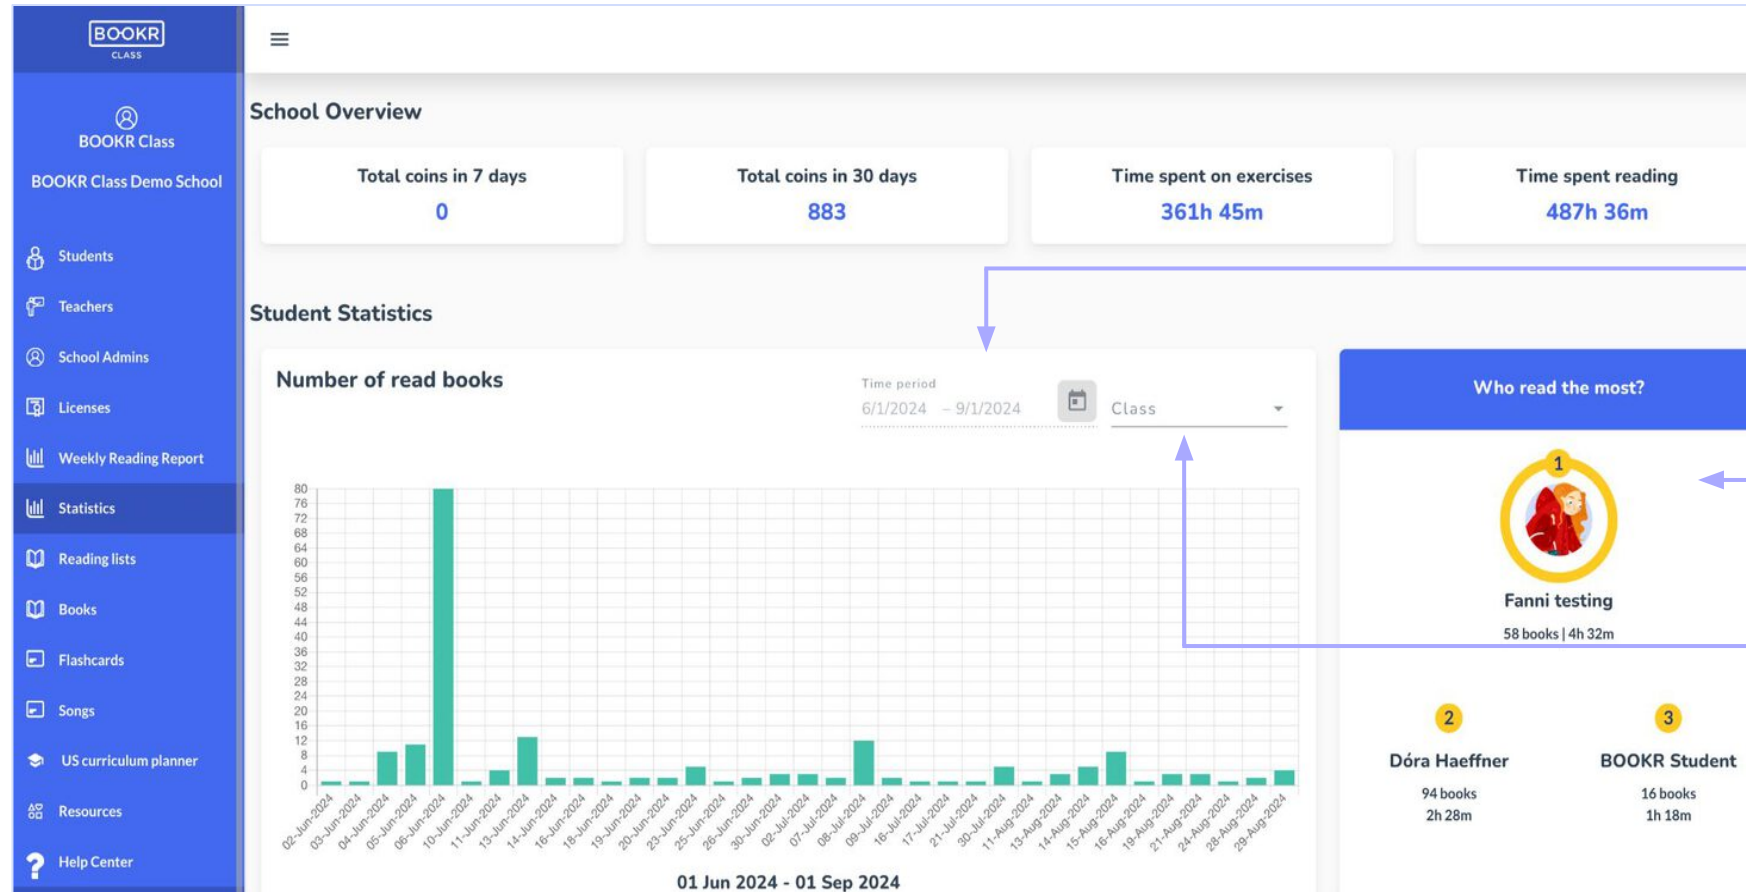 BOOKR
CLASS
BOOKR Class
BOOKR Class Demo School
Students
Teachers
School Admins
Licenses
Weekly Reading Report
Statistics
Reading lists
Books
Flashcards
Songs
US curriculum planner
Resources
Help Center
School Overview
Total coins in 7 days
0
Total coins in 30 days
883
Time spent on exercises
361h 45m
Time spent reading
487h 36m
Student Statistics
Number of read books
Time period
6/1/2024 – 9/1/2024
Class
80
76
72
68
64
60
56
52
48
44
40
36
32
28
24
20
16
12
8
4
0
02-Jun-2024
03-Jun-2024
04-Jun-2024
05-Jun-2024
06-Jun-2024
10-Jun-2024
11-Jun-2024
13-Jun-2024
14-Jun-2024
16-Jun-2024
18-Jun-2024
19-Jun-2024
20-Jun-2024
23-Jun-2024
25-Jun-2024
26-Jun-2024
30-Jun-2024
02-Jul-2024
07-Jul-2024
08-Jul-2024
09-Jul-2024
16-Jul-2024
17-Jul-2024
21-Jul-2024
30-Jul-2024
11-Aug-2024
13-Aug-2024
14-Aug-2024
15-Aug-2024
16-Aug-2024
19-Aug-2024
21-Aug-2024
24-Aug-2024
28-Aug-2024
29-Aug-2024
01 Jun 2024 - 01 Sep 2024
Who read the most?
1
Fanni testing
58 books | 4h 32m
2
Dóra Haeffner
94 books
2h 28m
3
BOOKR Student
16 books
1h 18m